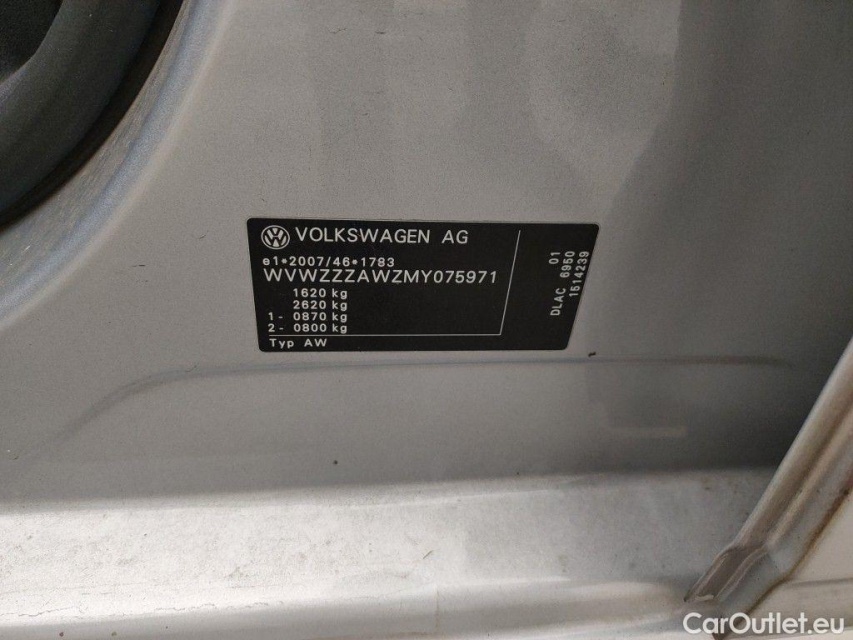 VOLKSWAGEN AG
e1*2007/46*1783
WVWZZZAWZMY075971
1620 kg
2620 kg
1 - 0870 kg
2 - 0800 kg
Typ AW
01
DLAC 6950
1514239
CarOutlet.eu